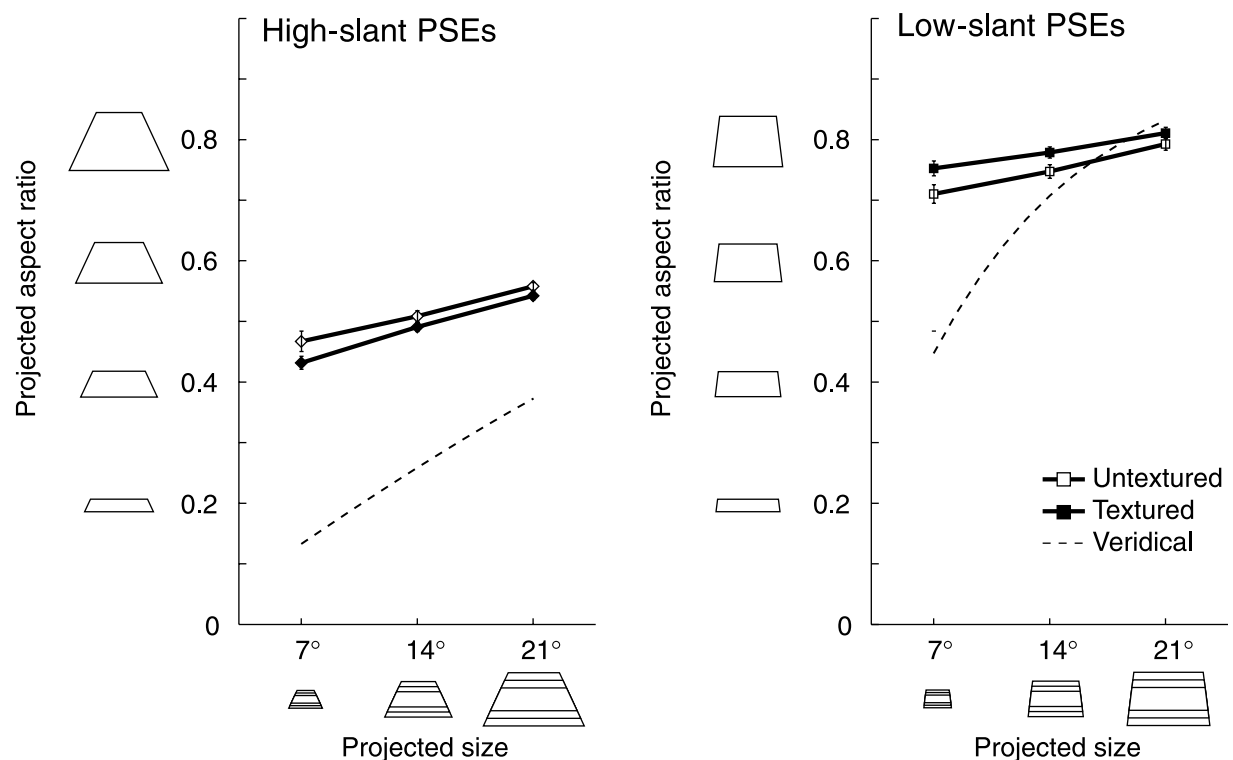 High-slant PSEs
Projected aspect ratio
0.8
0.6
0.4
0.2
0
7°
14°
21°
Projected size
Low-slant PSEs
Projected aspect ratio
0.8
0.6
0.4
0.2
0
Untextured
Textured
Veridical
7°
14°
21°
Projected size